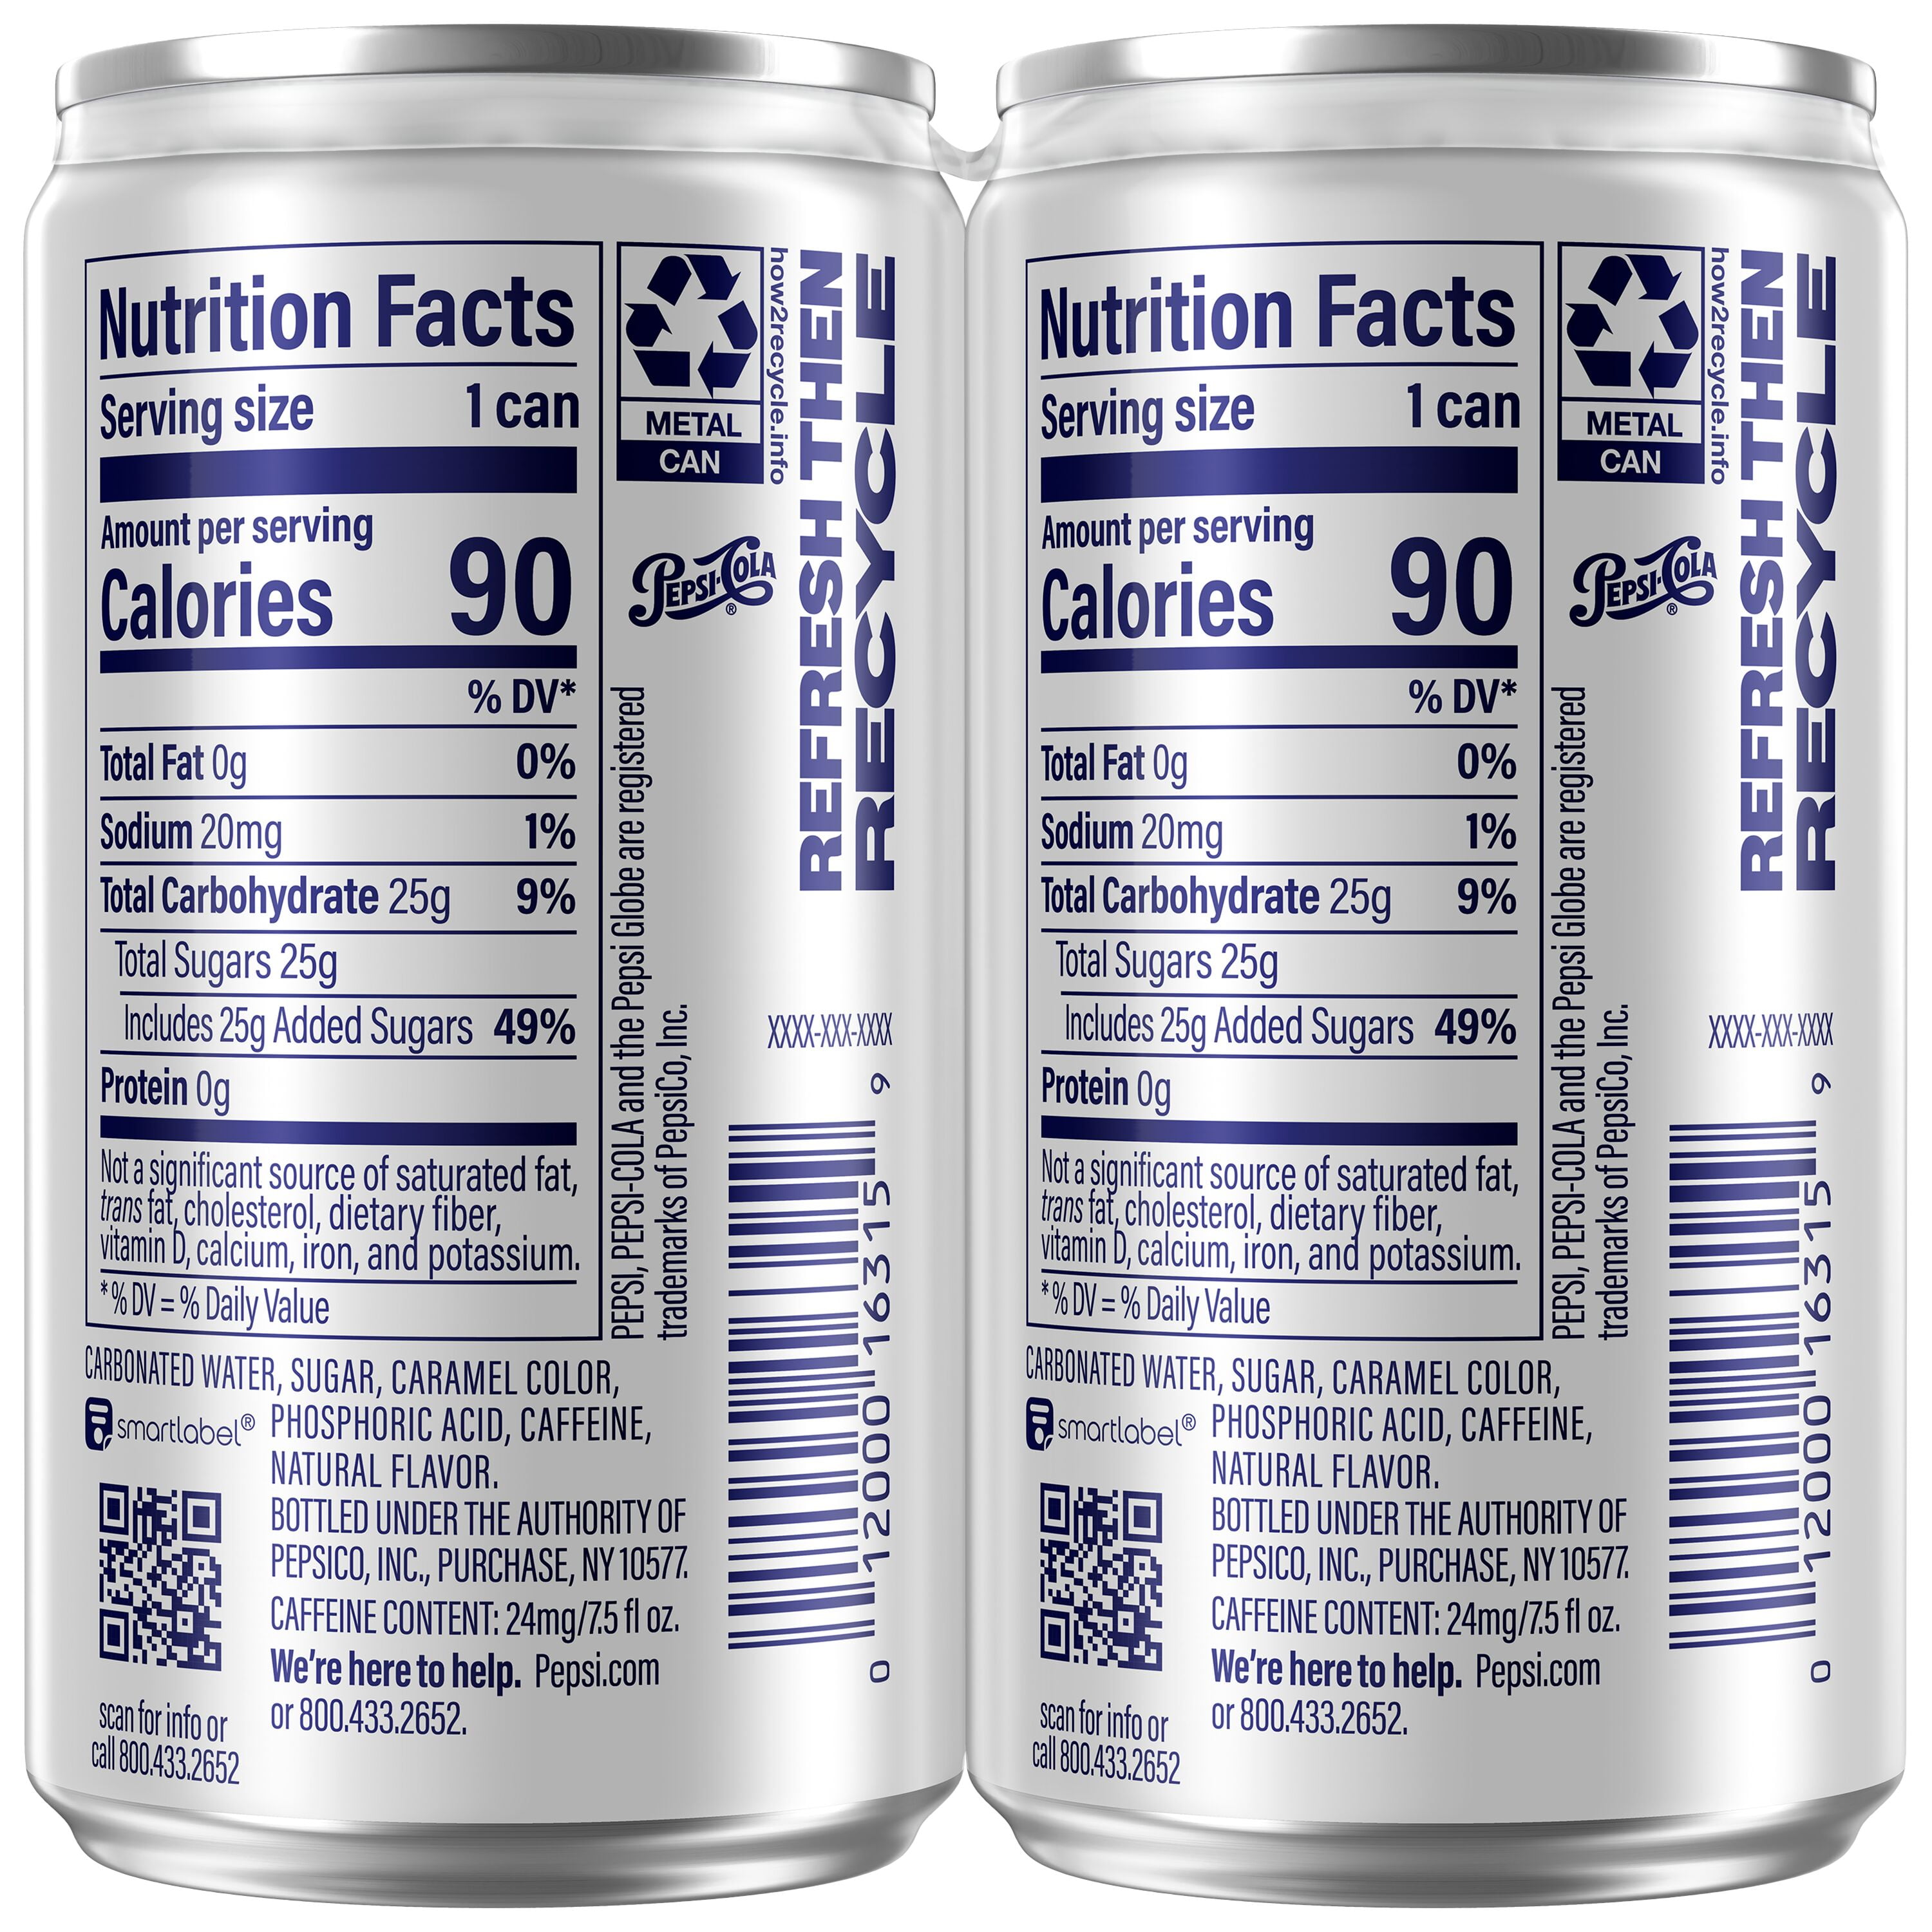 Nutrition Facts
Serving size 1 can
Amount per serving
Calories 90
% DV*
Total Fat 0g 0%
Sodium 20mg 1%
Total Carbohydrate 25g 9%
Total Sugars 25g
Includes 25g Added Sugars 49%
Protein 0g
Not a significant source of saturated fat,
trans fat, cholesterol, dietary fiber,
vitamin D, calcium, iron, and potassium.
*% DV = % Daily Value
CARBONATED WATER, SUGAR, CARAMEL COLOR,
PHOSPHORIC ACID, CAFFEINE,
NATURAL FLAVOR.
BOTTLED UNDER THE AUTHORITY OF
PEPSICO, INC., PURCHASE, NY 10577.
CAFFEINE CONTENT: 24mg/7.5 fl oz.
We're here to help. Pepsi.com
or 800.433.2652.
smartlabel®
scan for info or
call 800.433.2652
METAL
CAN
how2recycle.info
PEPSI-COLA®
REFRESH THEN
RECYCLE
PEPSI, PEPSI-COLA and the Pepsi Globe are registered
trademarks of PepsiCo, Inc.
XXXX-XXX-XXXX
0 12000 16315 9
Nutrition Facts
Serving size 1 can
Amount per serving
Calories 90
% DV*
Total Fat 0g 0%
Sodium 20mg 1%
Total Carbohydrate 25g 9%
Total Sugars 25g
Includes 25g Added Sugars 49%
Protein 0g
Not a significant source of saturated fat,
trans fat, cholesterol, dietary fiber,
vitamin D, calcium, iron, and potassium.
*% DV = % Daily Value
CARBONATED WATER, SUGAR, CARAMEL COLOR,
PHOSPHORIC ACID, CAFFEINE,
NATURAL FLAVOR.
BOTTLED UNDER THE AUTHORITY OF
PEPSICO, INC., PURCHASE, NY 10577.
CAFFEINE CONTENT: 24mg/7.5 fl oz.
We're here to help. Pepsi.com
or 800.433.2652.
smartlabel®
scan for info or
call 800.433.2652
METAL
CAN
how2recycle.info
PEPSI-COLA®
REFRESH THEN
RECYCLE
PEPSI, PEPSI-COLA and the Pepsi Globe are registered
trademarks of PepsiCo, Inc.
XXXX-XXX-XXXX
0 12000 16315 9